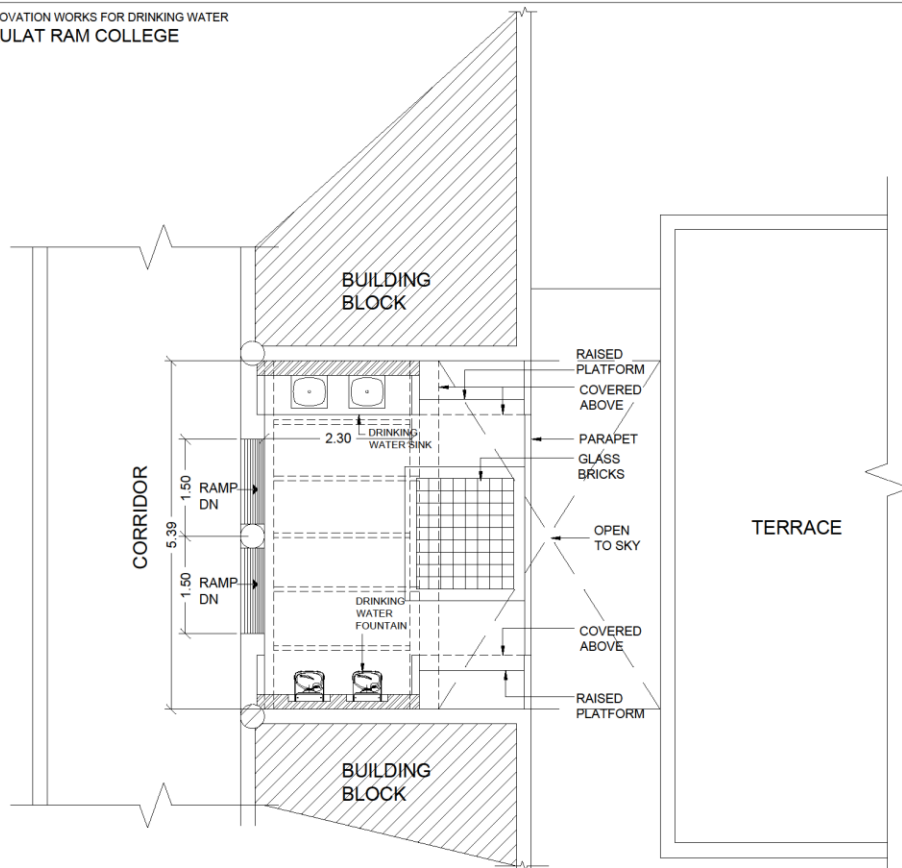 OVATION WORKS FOR DRINKING WATER
ULAT RAM COLLEGE
BUILDING
BLOCK
RAISED
PLATFORM
COVERED
ABOVE
PARAPET
GLASS
BRICKS
DRINKING
WATER SINK
2.30
CORRIDOR
5.39
1.50
RAMP
DN
1.50
RAMP
DN
OPEN
TO SKY
TERRACE
DRINKING
WATER
FOUNTAIN
COVERED
ABOVE
RAISED
PLATFORM
BUILDING
BLOCK